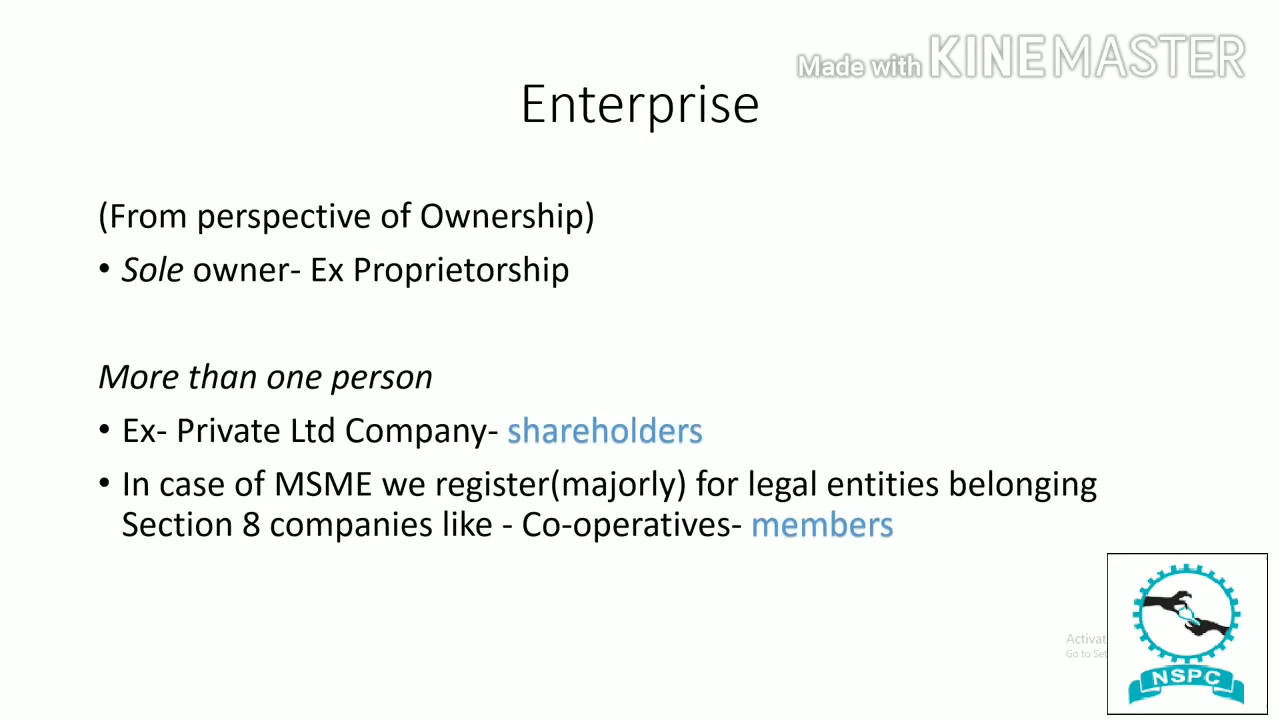 Made with KINEMASTER
Enterprise
(From perspective of Ownership)
• Sole owner- Ex Proprietorship
More than one person
• Ex- Private Ltd Company- shareholders
• In case of MSME we register(majorly) for legal entities belonging
Section 8 companies like - Co-operatives- members
Activat
Go to Set
NSPC